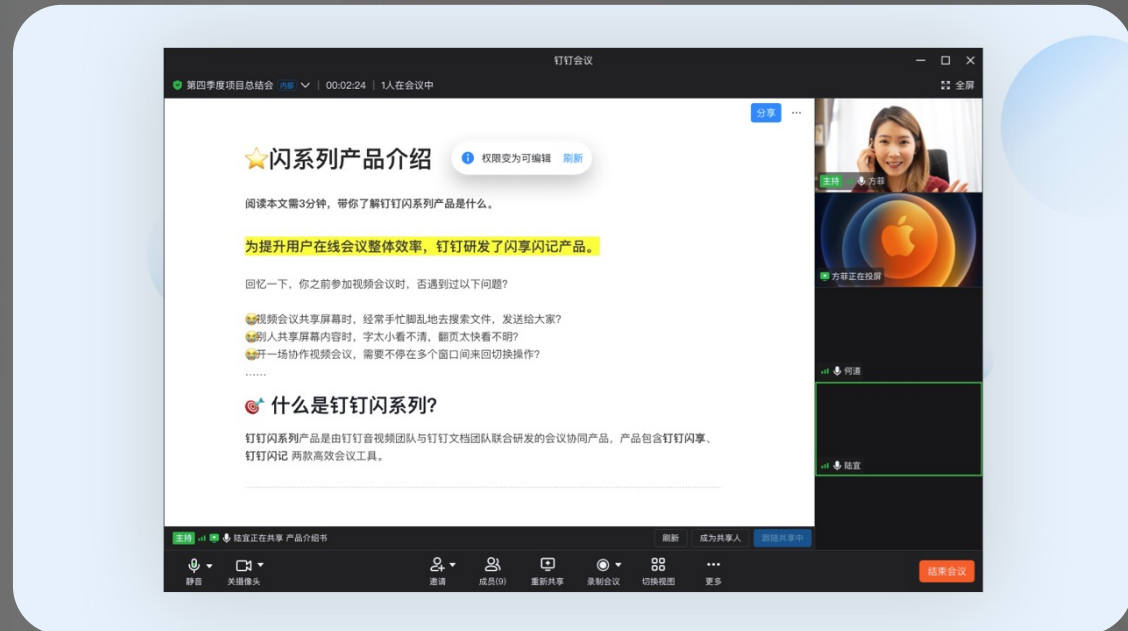 钉钉会议
第四季度项目总结会 内部 | 00:02:24 | 1人在会议中
全屏
分享 ···
⭐闪系列产品介绍
权限变为可编辑 刷新
阅读本文需3分钟，带你了解钉钉闪系列产品是什么。
为提升用户在线会议整体效率，钉钉研发了闪享闪记产品。
回忆一下，你之前参加视频会议时，否遇到过以下问题?
😭视频会议共享屏幕时，经常手忙脚乱地去搜索文件，发送给大家?
😭别人共享屏幕内容时，字太小看不清，翻页太快看不明?
😭开一场协作视频会议，需要不停在多个窗口间来回切换操作?
……
🎯 什么是钉钉闪系列?
钉钉闪系列产品是由钉钉音视频团队与钉钉文档团队联合研发的会议协同产品，产品包含钉钉闪享、
钉钉闪记 两款高效会议工具。
主持 方菲
方菲正在投屏
何道
陆宜
主持 陆宜正在共享 产品介绍书
刷新 成为共享人 跟随共享中
静音 关摄像头 邀请 成员(9) 重新共享 录制会议 切换视图 更多
结束会议